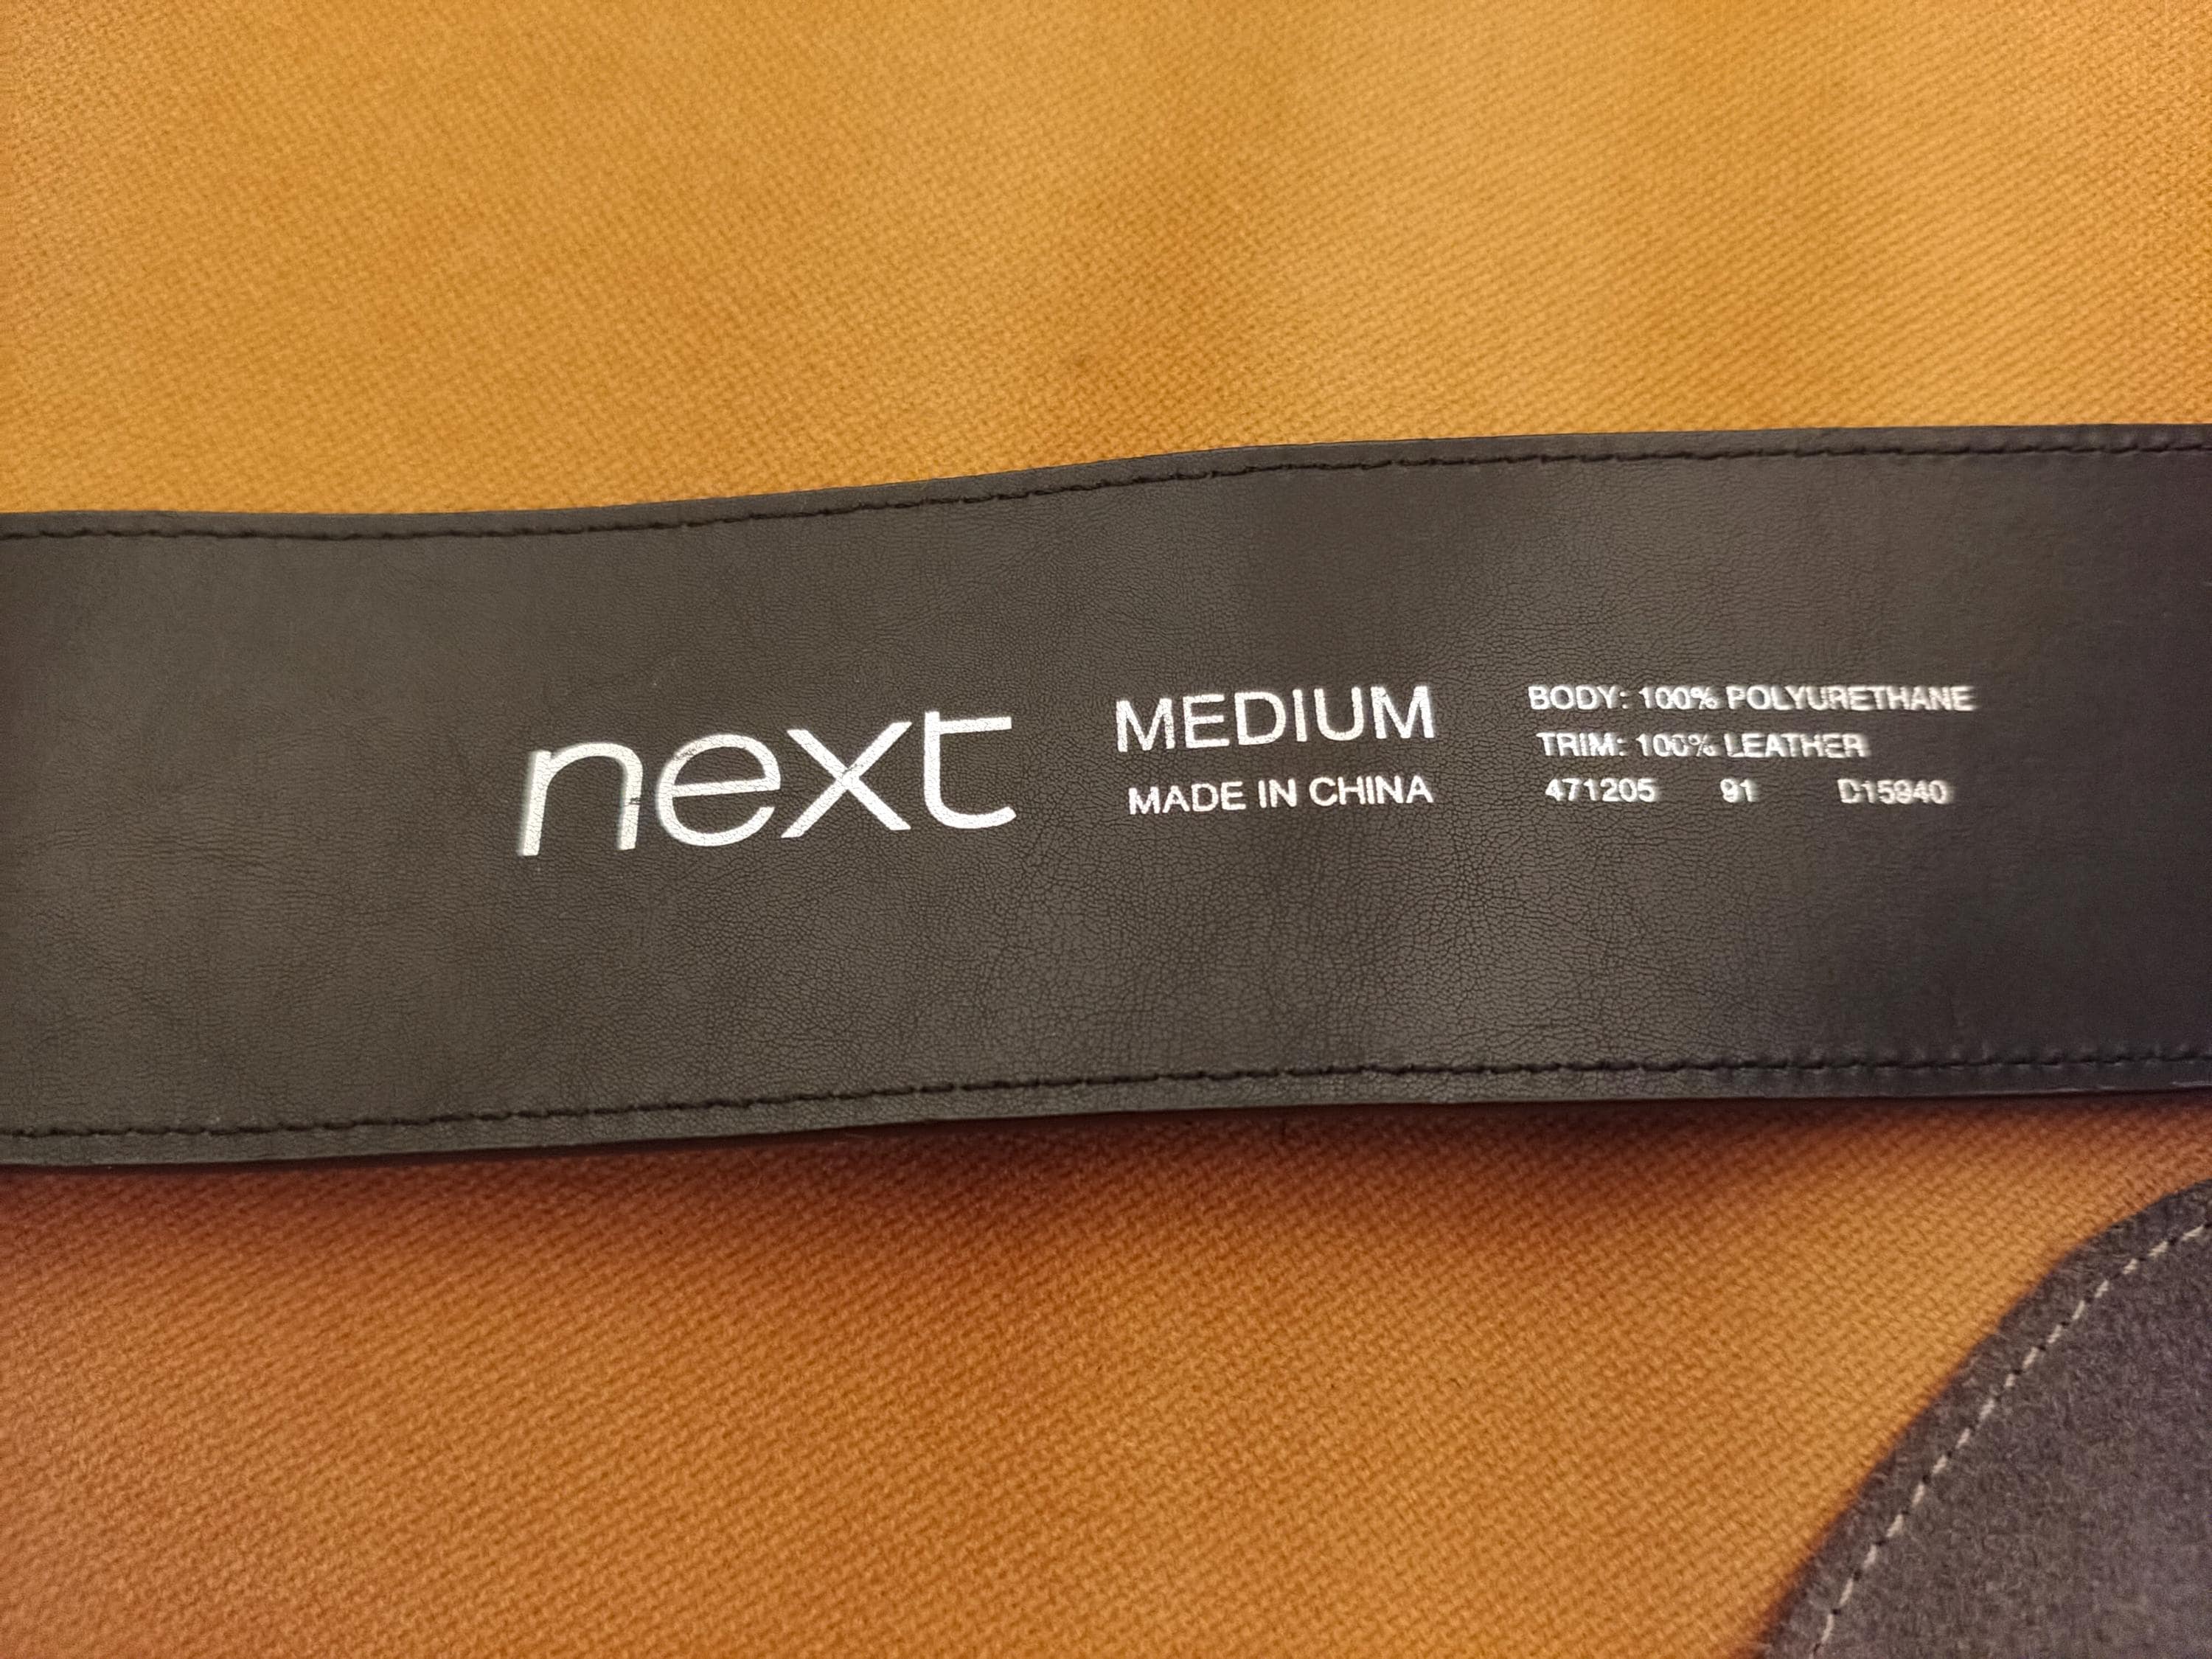 next
MEDIUM
MADE IN CHINA
BODY: 100% POLYURETHANE
TRIM: 100% LEATHER
471205 91 D15940